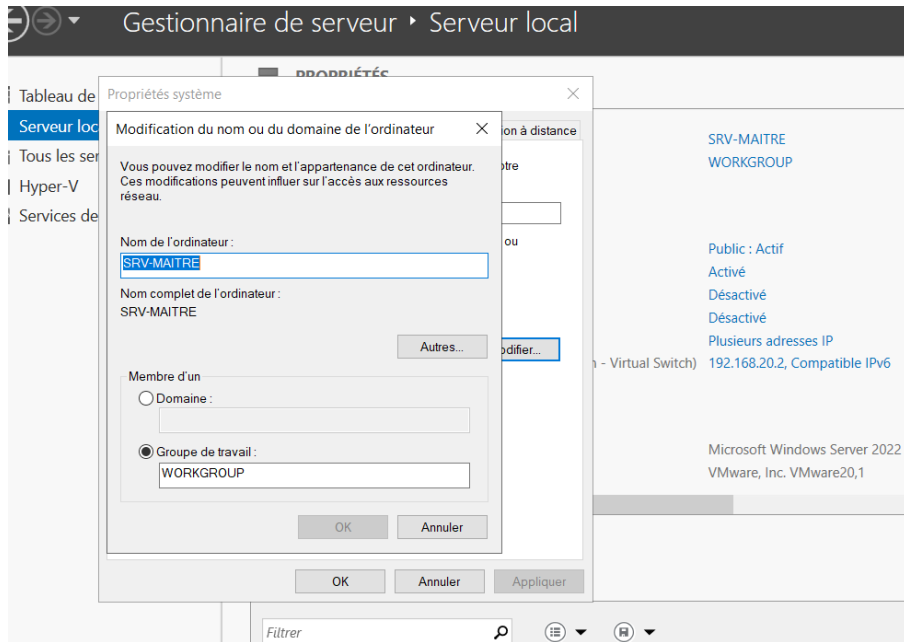 Gestionnaire de serveur ‣ Serveur local
PROPRIÉTÉS
Tableau de
Serveur loc
Tous les ser
Hyper-V
Services de
Propriétés système
ion à distance
Modification du nom ou du domaine de l'ordinateur
Vous pouvez modifier le nom et l'appartenance de cet ordinateur.
Ces modifications peuvent influer sur l'accès aux ressources
réseau.
ou
Nom de l'ordinateur :
SRV-MAITRE
Nom complet de l'ordinateur :
SRV-MAITRE
Autres...
odifier...
Membre d'un
Domaine :
Groupe de travail :
WORKGROUP
OK
Annuler
OK
Annuler
Appliquer
SRV-MAITRE
WORKGROUP
Public : Actif
Activé
Désactivé
Désactivé
Plusieurs adresses IP
- Virtual Switch) 192.168.20.2, Compatible IPv6
Microsoft Windows Server 2022
VMware, Inc. VMware20,1
Filtrer